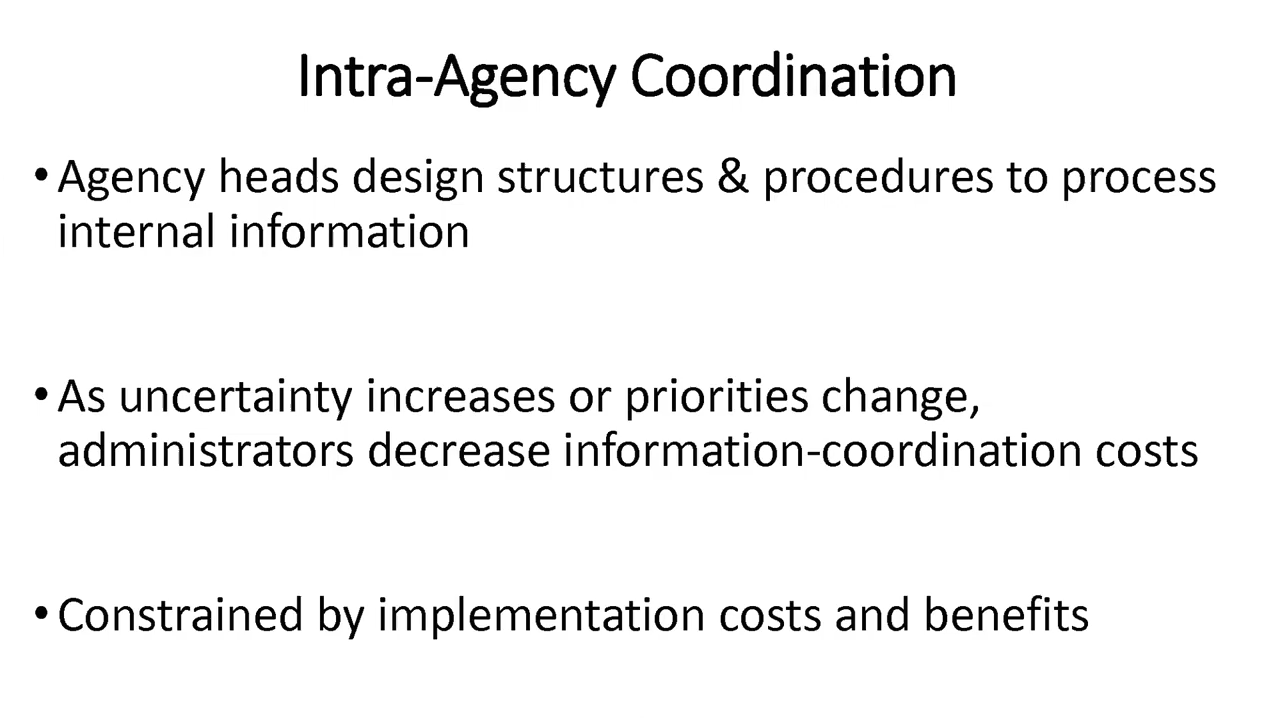 Intra-Agency Coordination
• Agency heads design structures & procedures to process
internal information
• As uncertainty increases or priorities change,
administrators decrease information-coordination costs
• Constrained by implementation costs and benefits